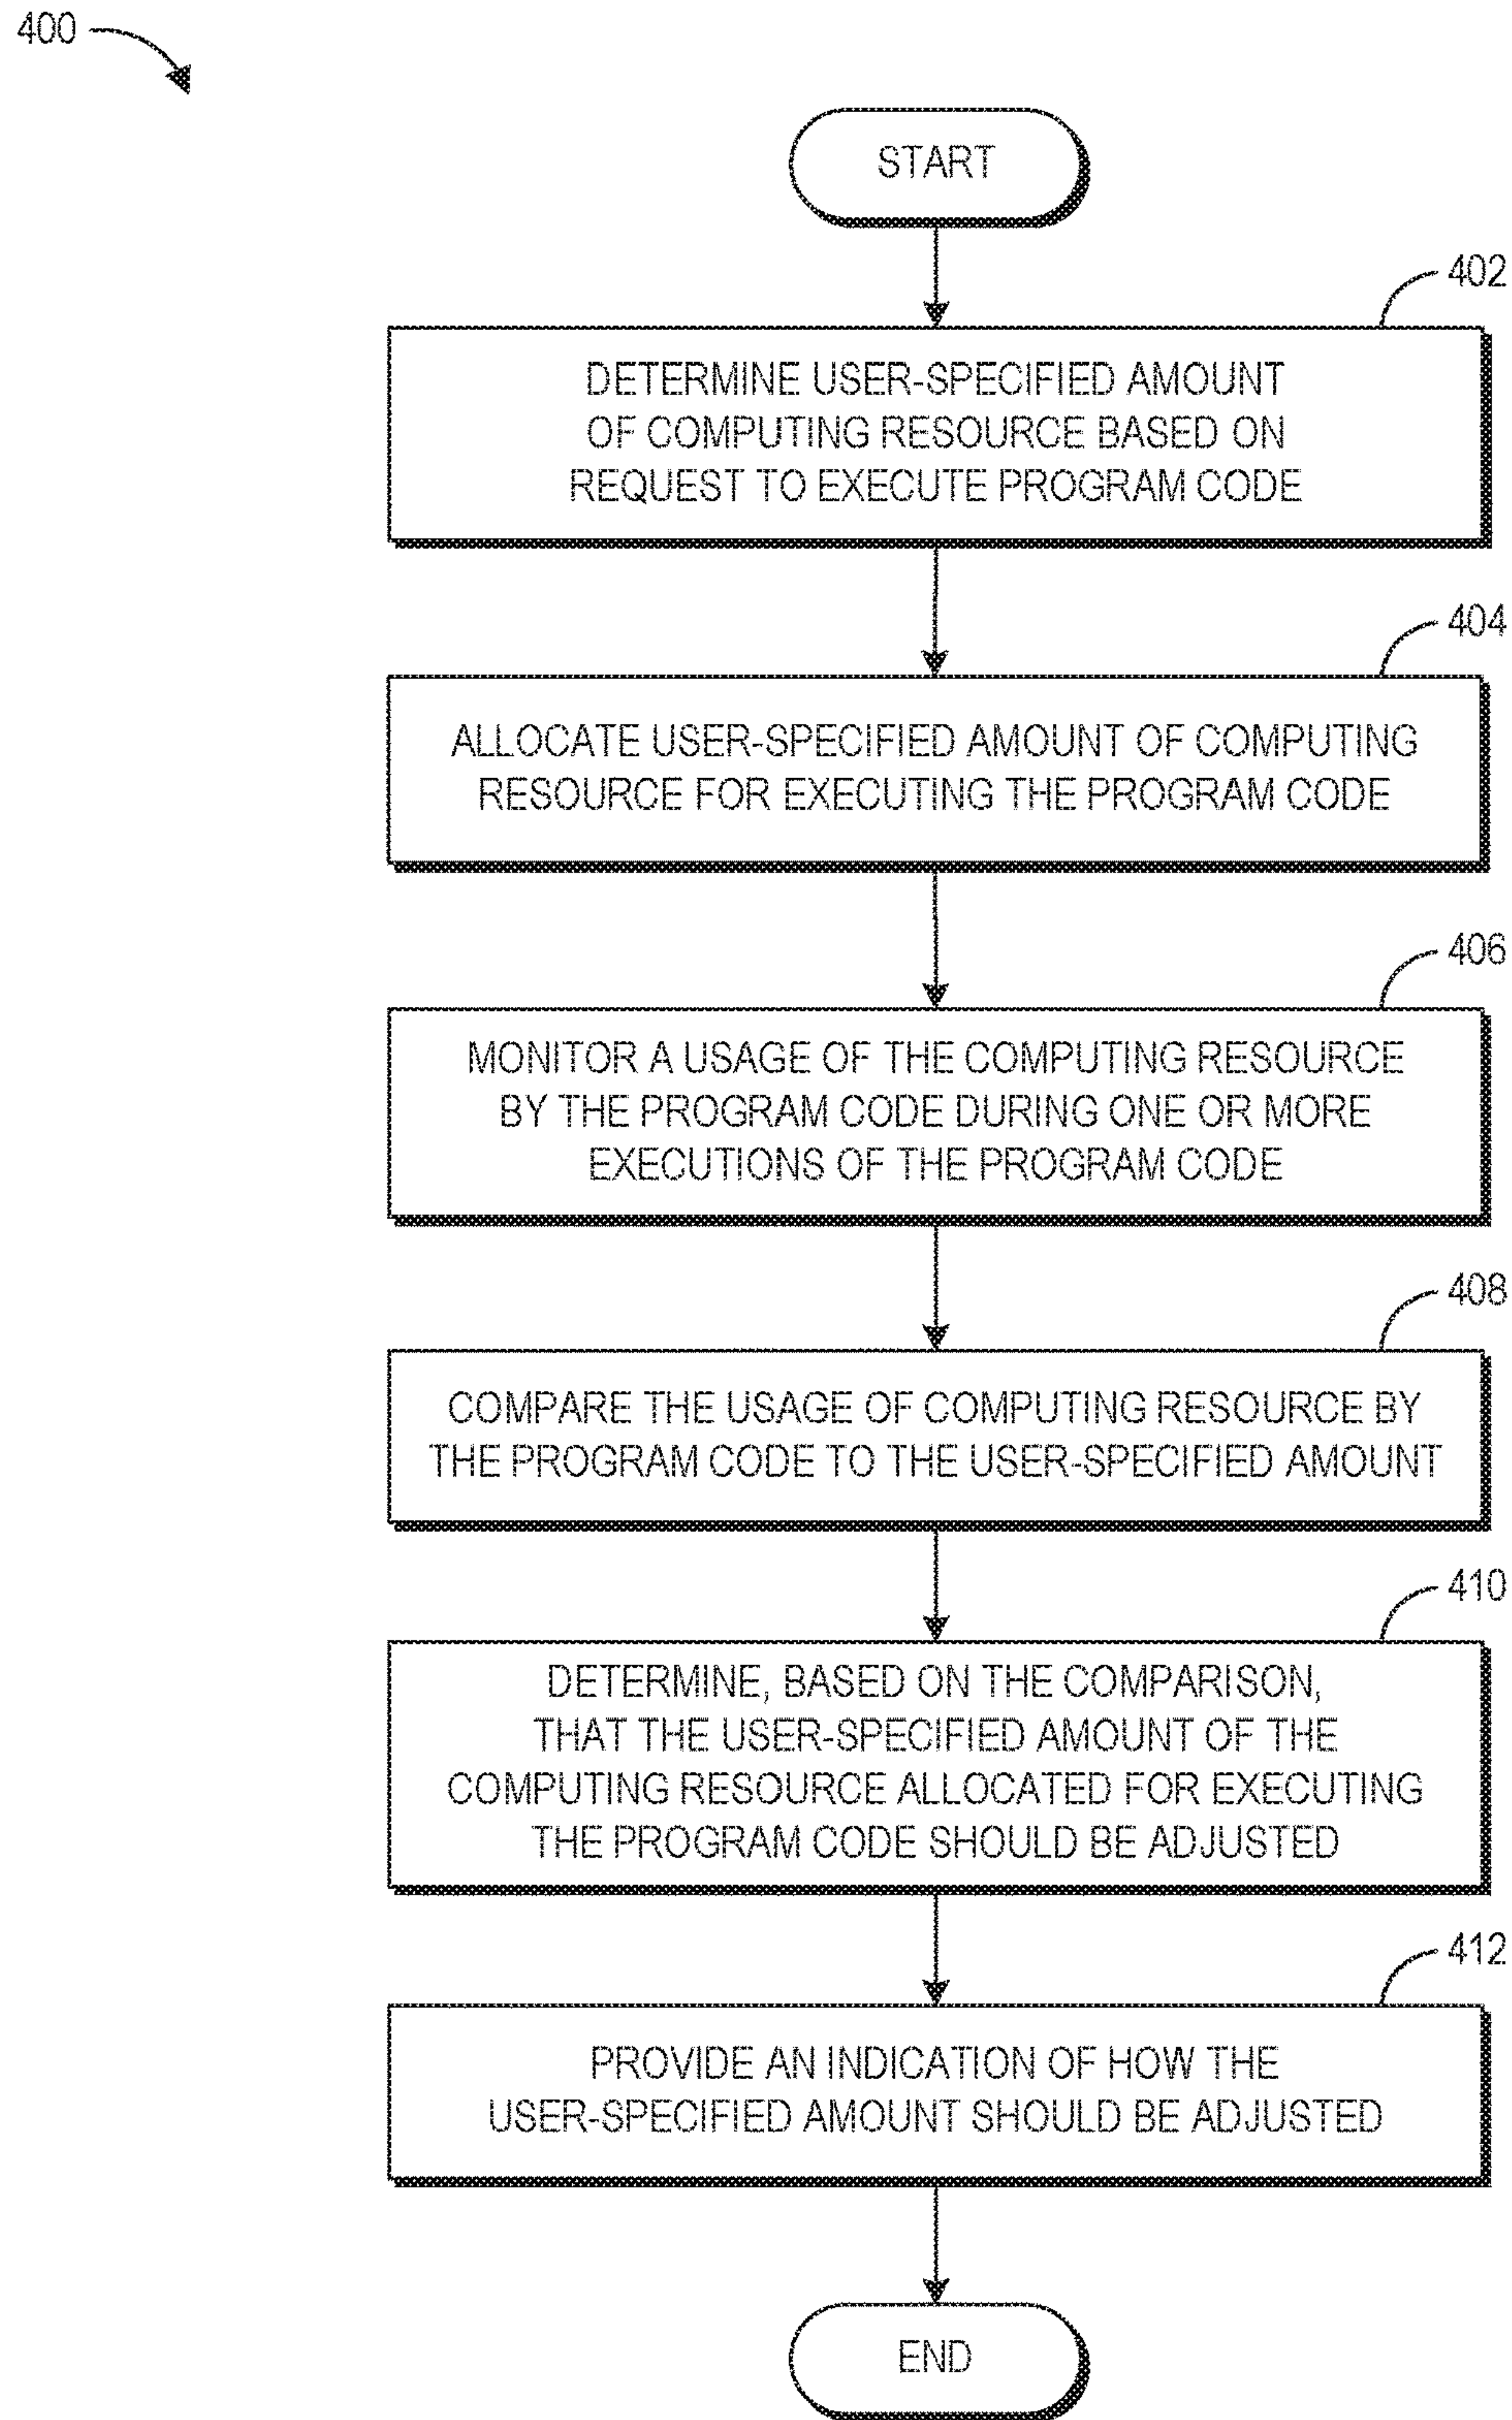 400
START
402
DETERMINE USER-SPECIFIED AMOUNT
OF COMPUTING RESOURCE BASED ON
REQUEST TO EXECUTE PROGRAM CODE
404
ALLOCATE USER-SPECIFIED AMOUNT OF COMPUTING
RESOURCE FOR EXECUTING THE PROGRAM CODE
406
MONITOR A USAGE OF THE COMPUTING RESOURCE
BY THE PROGRAM CODE DURING ONE OR MORE
EXECUTIONS OF THE PROGRAM CODE
408
COMPARE THE USAGE OF COMPUTING RESOURCE BY
THE PROGRAM CODE TO THE USER-SPECIFIED AMOUNT
410
DETERMINE, BASED ON THE COMPARISON,
THAT THE USER-SPECIFIED AMOUNT OF THE
COMPUTING RESOURCE ALLOCATED FOR EXECUTING
THE PROGRAM CODE SHOULD BE ADJUSTED
412
PROVIDE AN INDICATION OF HOW THE
USER-SPECIFIED AMOUNT SHOULD BE ADJUSTED
END